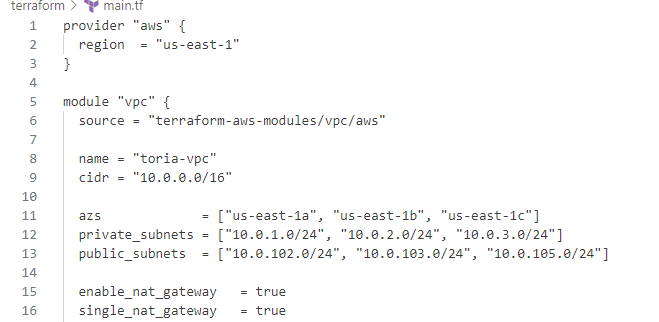 terraform > main.tf
1 provider "aws" {
2   region  = "us-east-1"
3 }
4
5 module "vpc" {
6   source = "terraform-aws-modules/vpc/aws"
7
8   name = "toria-vpc"
9   cidr = "10.0.0.0/16"
10
11   azs             = ["us-east-1a", "us-east-1b", "us-east-1c"]
12   private_subnets = ["10.0.1.0/24", "10.0.2.0/24", "10.0.3.0/24"]
13   public_subnets  = ["10.0.102.0/24", "10.0.103.0/24", "10.0.105.0/24"]
14
15   enable_nat_gateway   = true
16   single_nat_gateway   = true